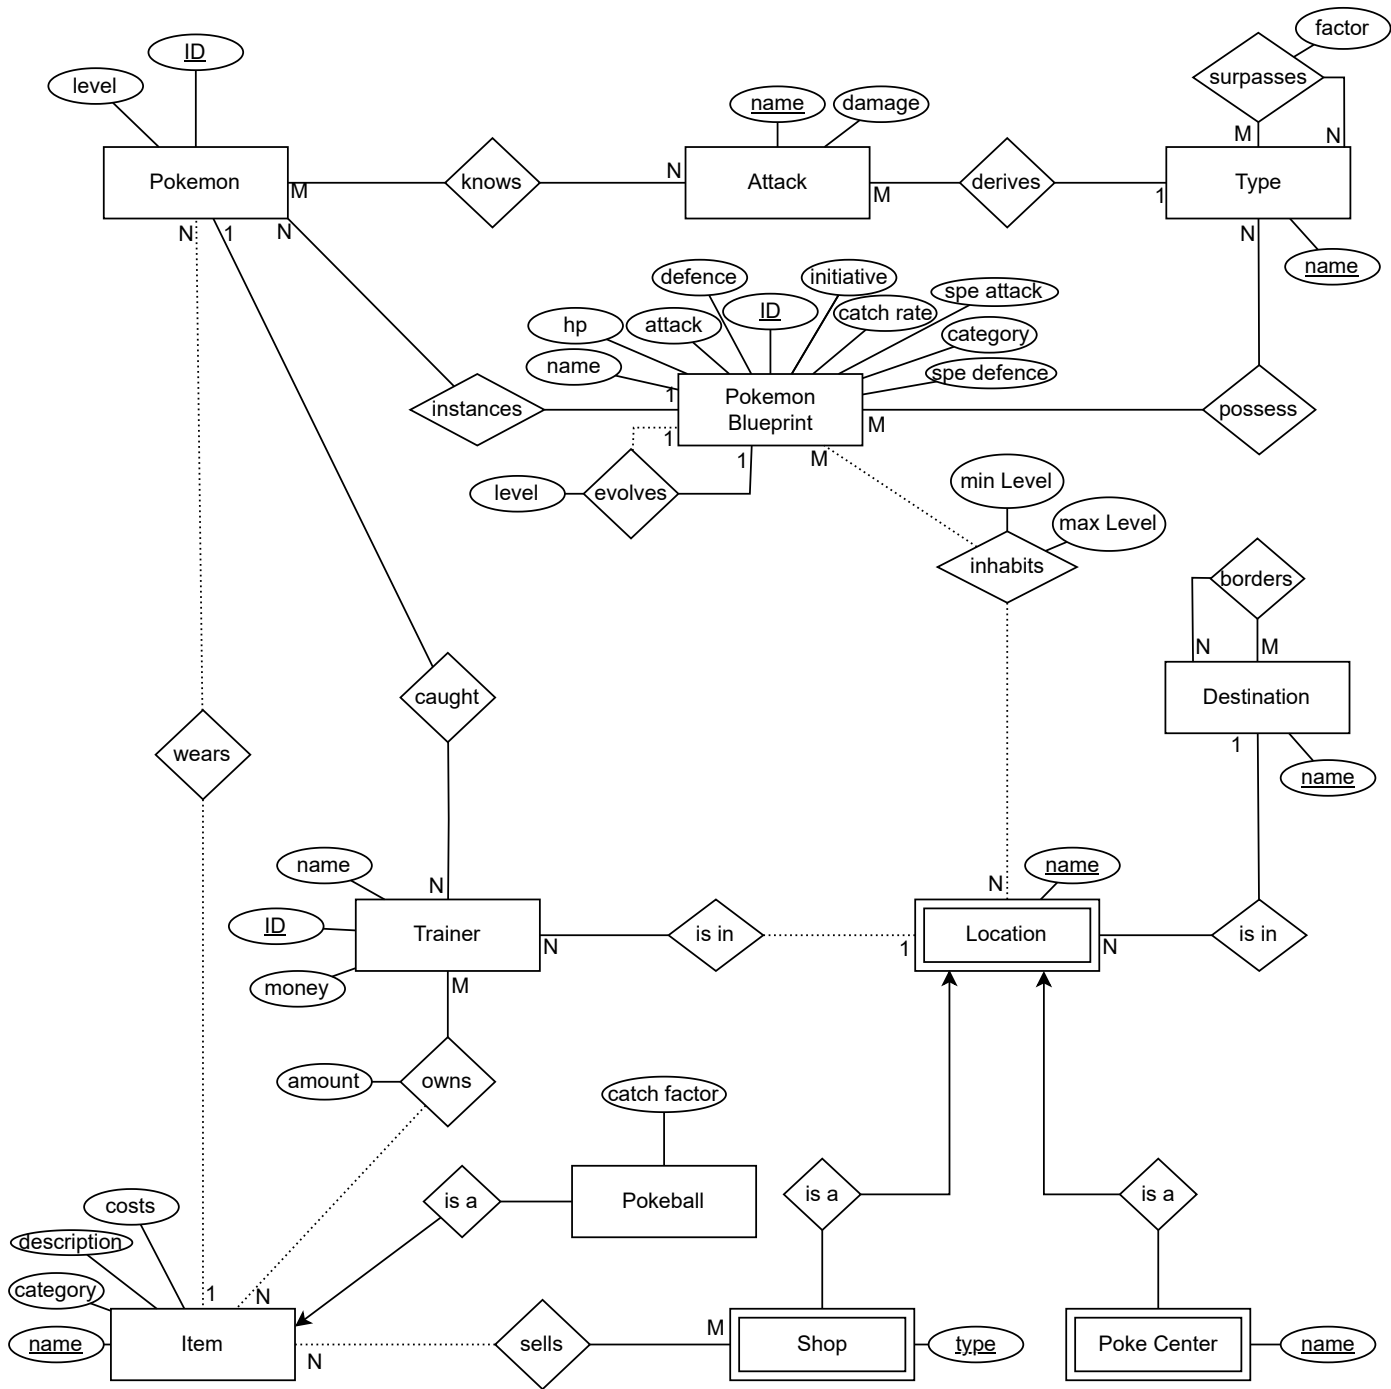 factor
ID
surpasses
level
name
damage
M
N
Pokemon
knows
N
Attack
derives
Type
M
M
1
N
1
N
N
name
defence
initiative
spe attack
ID
catch rate
hp
attack
category
name
spe defence
1
Pokemon
Blueprint
instances
possess
M
1
1
M
min Level
level
evolves
max Level
inhabits
borders
N
M
caught
Destination
1
wears
name
name
name
N
N
ID
Trainer
is in
Location
is in
N
1
N
money
M
amount
owns
catch factor
is a
Pokeball
is a
is a
costs
description
category
1
N
M
name
Item
sells
Shop
type
Poke Center
name
N